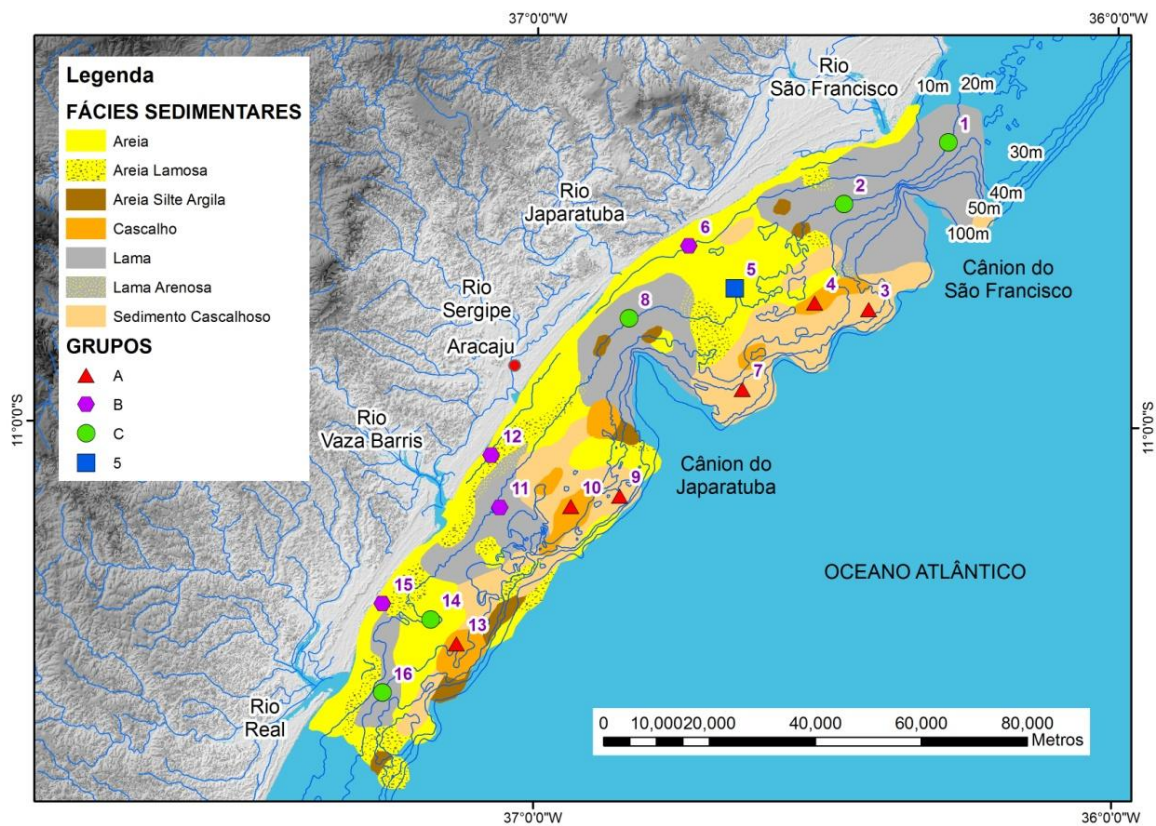 37°0'0"W
36°0'0"W
Legenda
FÁCIES SEDIMENTARES
Areia
Areia Lamosa
Areia Silte Argila
Cascalho
Lama
Lama Arenosa
Sedimento Cascalhoso
GRUPOS
A
B
C
5
Rio
São Francisco
10m
20m
1
30m
2
40m
50m
100m
Rio
Japaratuba
6
5
Cânion do
São Francisco
4
3
8
Rio
Sergipe
Aracaju
7
11°0'0"S
11°0'0"S
Rio
Vaza Barris
12
Cânion do
Japaratuba
11
10
9
OCEANO ATLÂNTICO
15
14
13
16
Rio
Real
0
10,000
20,000
40,000
60,000
80,000
Metros
37°0'0"W
36°0'0"W